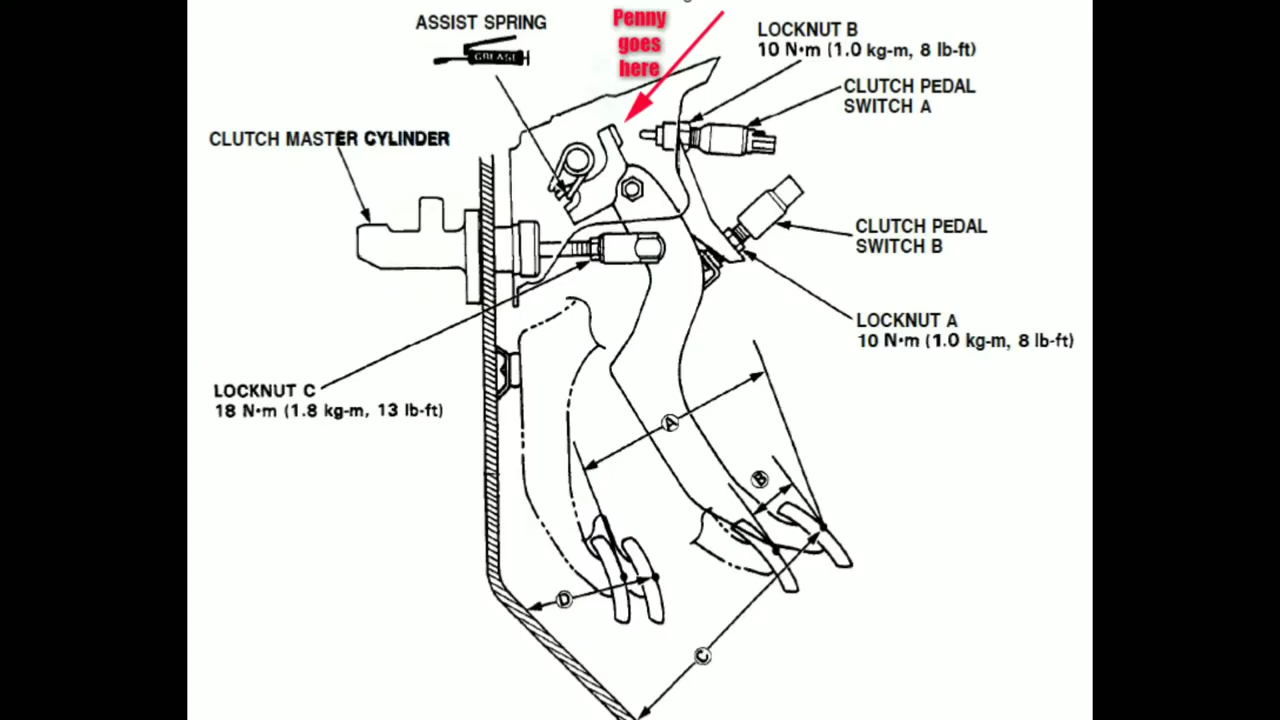 ASSIST SPRING
GREASE
Penny
goes
here
LOCKNUT B
10 N·m (1.0 kg-m, 8 lb-ft)
CLUTCH PEDAL
SWITCH A
CLUTCH MASTER CYLINDER
CLUTCH PEDAL
SWITCH B
LOCKNUT A
10 N·m (1.0 kg-m, 8 lb-ft)
LOCKNUT C
18 N·m (1.8 kg-m, 13 lb-ft)
A
B
D
C